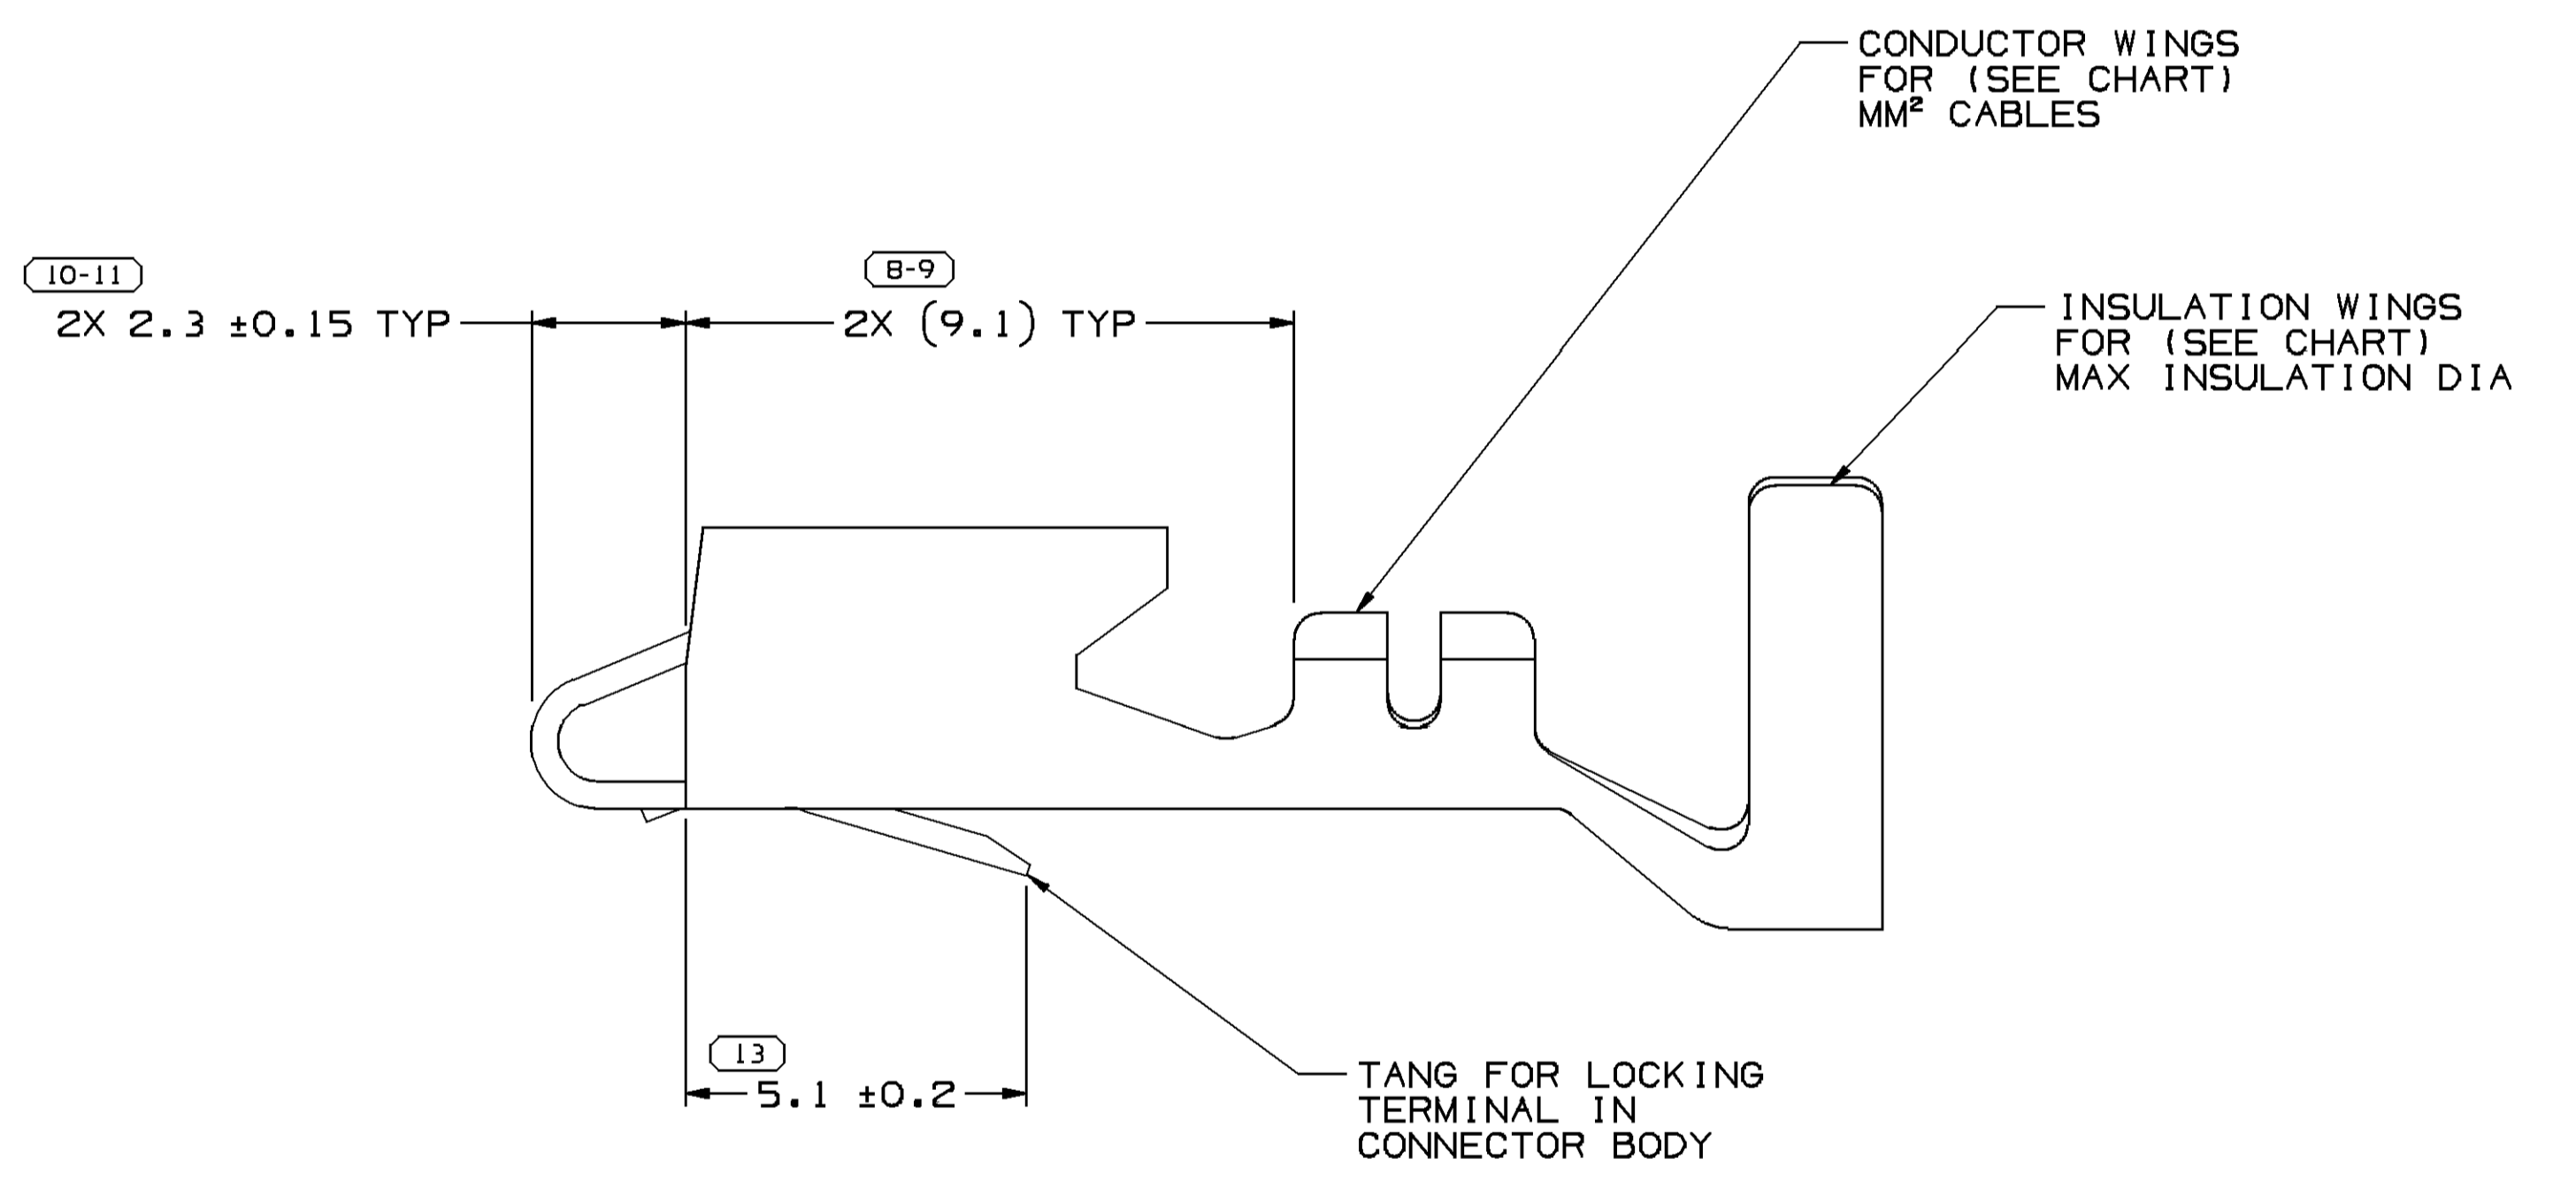 CONDUCTOR WINGS
FOR (SEE CHART)
MM² CABLES
10-11
2X 2.3 ±0.15 TYP
8-9
2X (9.1) TYP
INSULATION WINGS
FOR (SEE CHART)
MAX INSULATION DIA
13
5.1 ±0.2
TANG FOR LOCKING
TERMINAL IN
CONNECTOR BODY